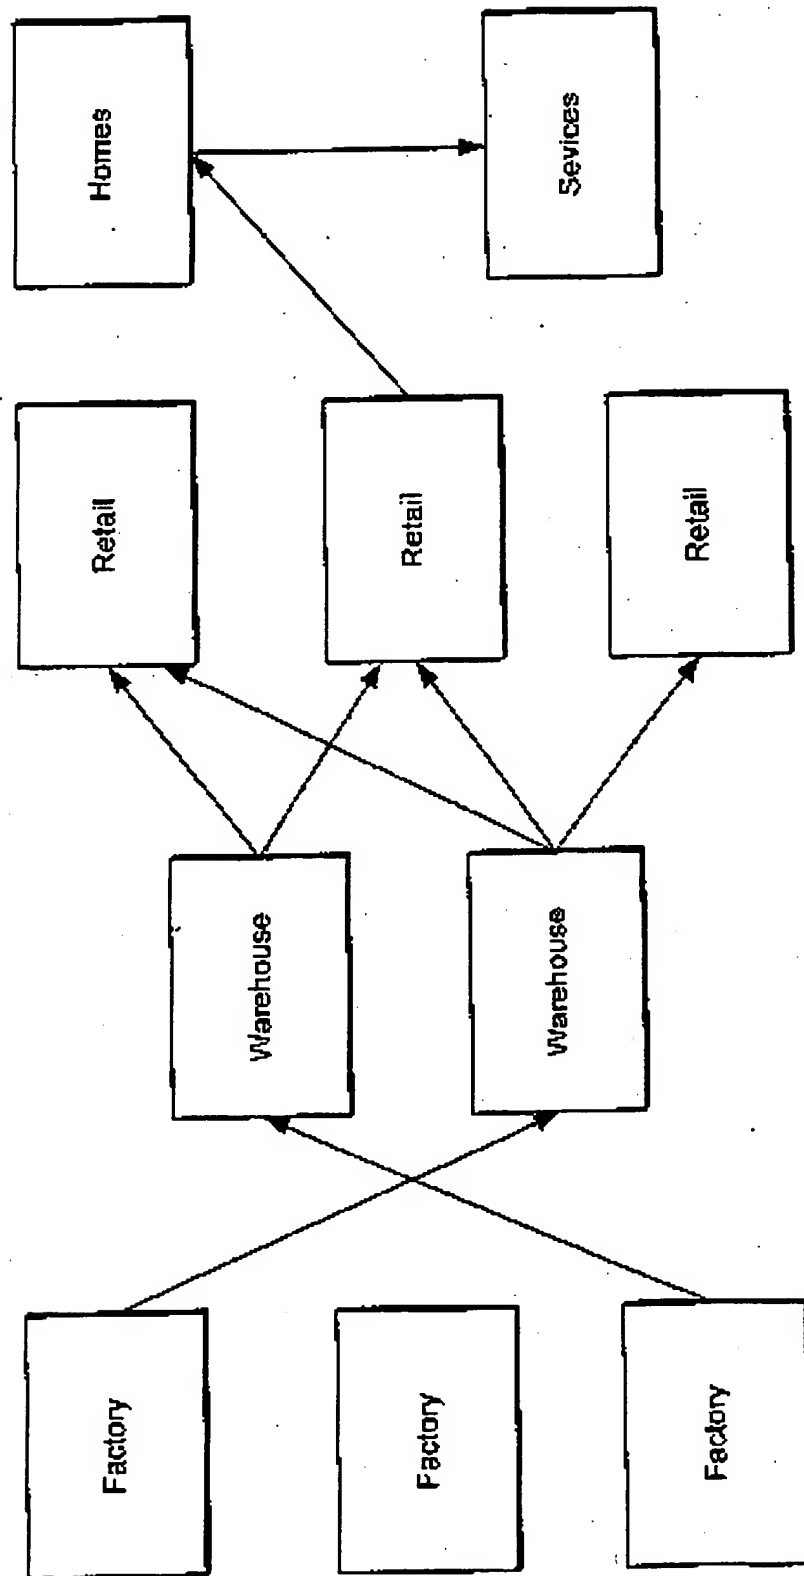 Homes
Sevices
Retail
Retail
Retail
Warehouse
Warehouse
Factory
Factory
Factory